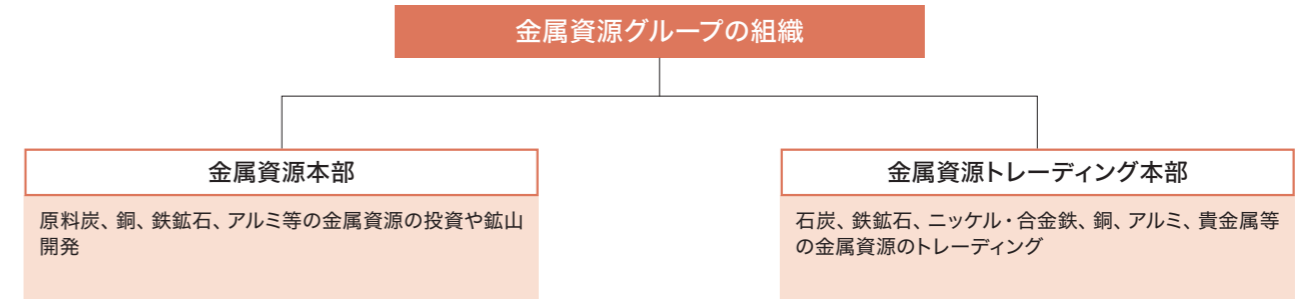 金属資源グループの組織
金属資源本部
原料炭、銅、鉄鉱石、アルミ等の金属資源の投資や鉱山
開発
金属資源トレーディング本部
石炭、鉄鉱石、ニッケル・合金鉄、銅、アルミ、貴金属等
の金属資源のトレーディング